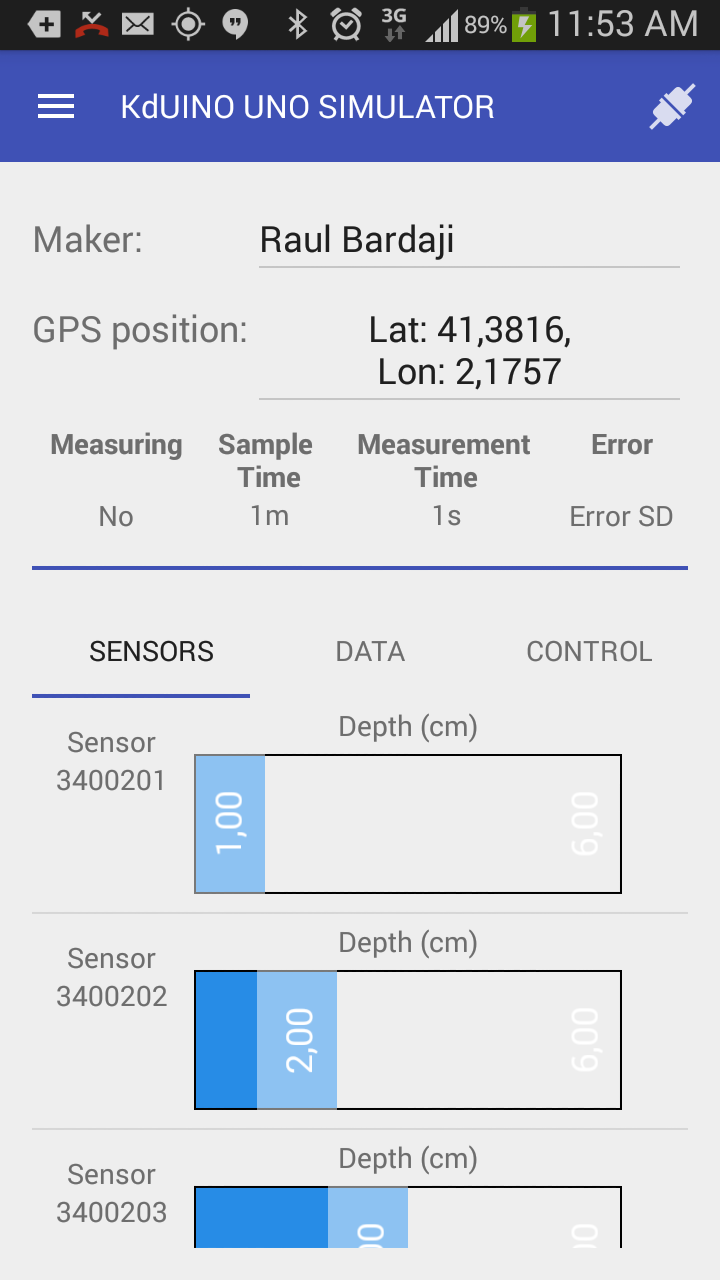 3G
89%
11:53 AM
KdUINO UNO SIMULATOR
Maker:
Raul Bardaji
GPS position:
Lat: 41,3816,
Lon: 2,1757
Measuring
Sample
Time
Measurement
Time
Error
No
1m
1s
Error SD
SENSORS
DATA
CONTROL
Sensor
3400201
Depth (cm)
1,00
6,00
Sensor
3400202
Depth (cm)
2,00
6,00
Sensor
3400203
Depth (cm)